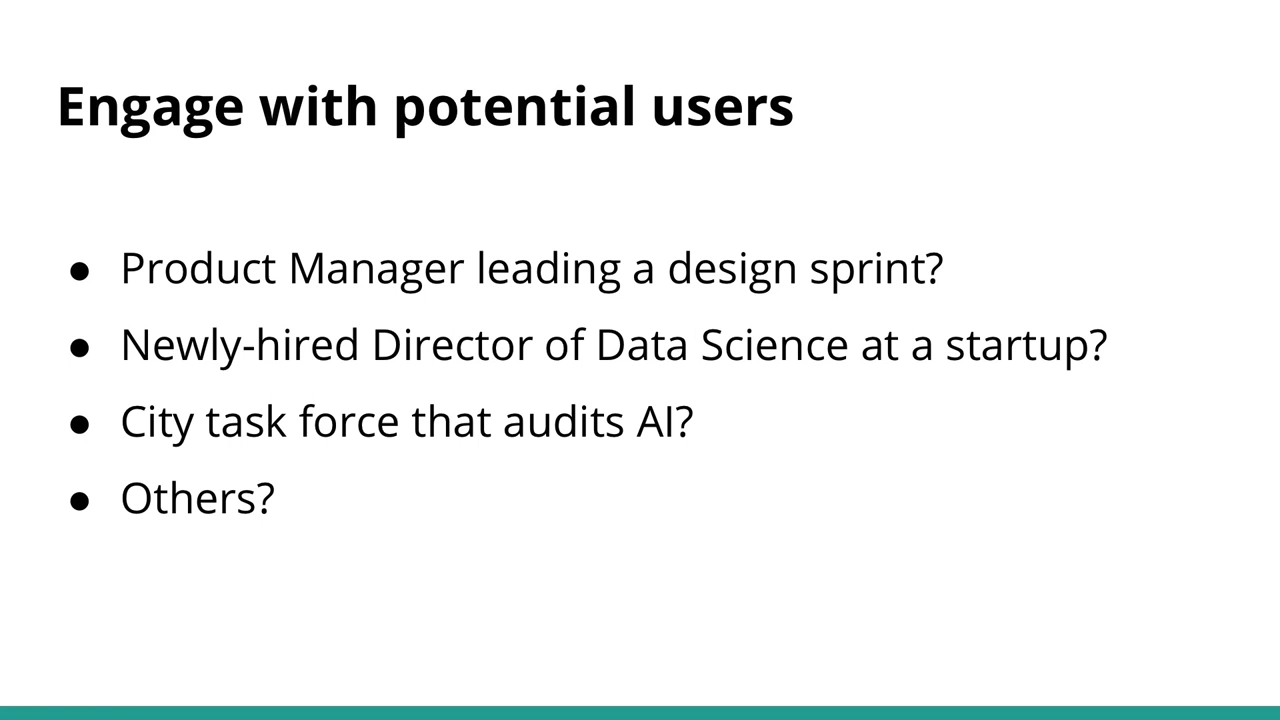 Engage with potential users
● Product Manager leading a design sprint?
● Newly-hired Director of Data Science at a startup?
● City task force that audits AI?
● Others?